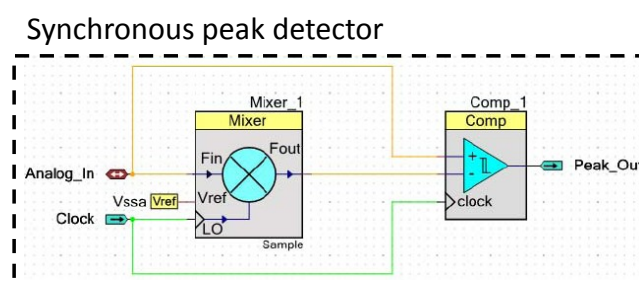 Synchronous peak detector
Mixer_1
Mixer
Comp_1
Comp
Analog_In
Fin
Fout
+
-
Peak_Out
Vssa Vref
Vref
Clock
LO
clock
Sample